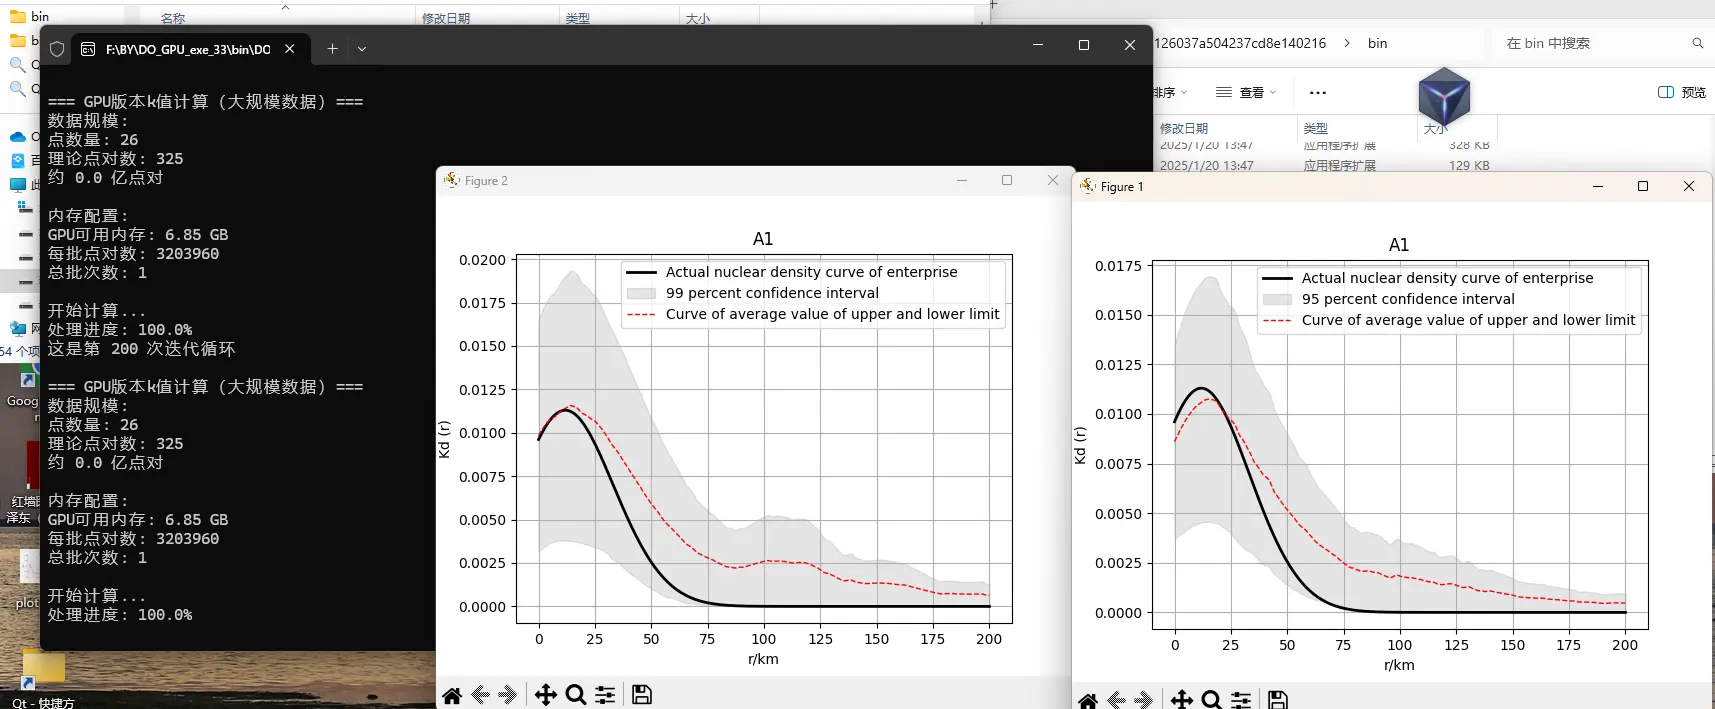 bin
名称
修改日期
类型
大小
F:\BY\DO_GPU_exe_33\bin\DO
126037a504237cd8e140216
bin
在 bin 中搜索
排序
查看
预览
修改日期
类型
大小
2025/1/20 13:47
应用程序扩展
328 KB
2025/1/20 13:47
应用程序扩展
129 KB
=== GPU版本k值计算 (大规模数据) ===
数据规模:
点数量: 26
理论点对数: 325
约 0.0 亿点对
内存配置:
GPU可用内存: 6.85 GB
每批点对数: 3203960
总批次数: 1
开始计算...
处理进度: 100.0%
这是第 200 次迭代循环
=== GPU版本k值计算 (大规模数据) ===
数据规模:
点数量: 26
理论点对数: 325
约 0.0 亿点对
内存配置:
GPU可用内存: 6.85 GB
每批点对数: 3203960
总批次数: 1
开始计算...
处理进度: 100.0%
54 个项
Goog
红墙
泽东
plot
Qt - 快捷方
Figure 2
A1
Actual nuclear density curve of enterprise
99 percent confidence interval
Curve of average value of upper and lower limit
0.0200
0.0175
0.0150
0.0125
0.0100
0.0075
0.0050
0.0025
0.0000
Kd (r)
0 25 50 75 100 125 150 175 200
r/km
Figure 1
A1
Actual nuclear density curve of enterprise
95 percent confidence interval
Curve of average value of upper and lower limit
0.0175
0.0150
0.0125
0.0100
0.0075
0.0050
0.0025
0.0000
Kd (r)
0 25 50 75 100 125 150 175 200
r/km